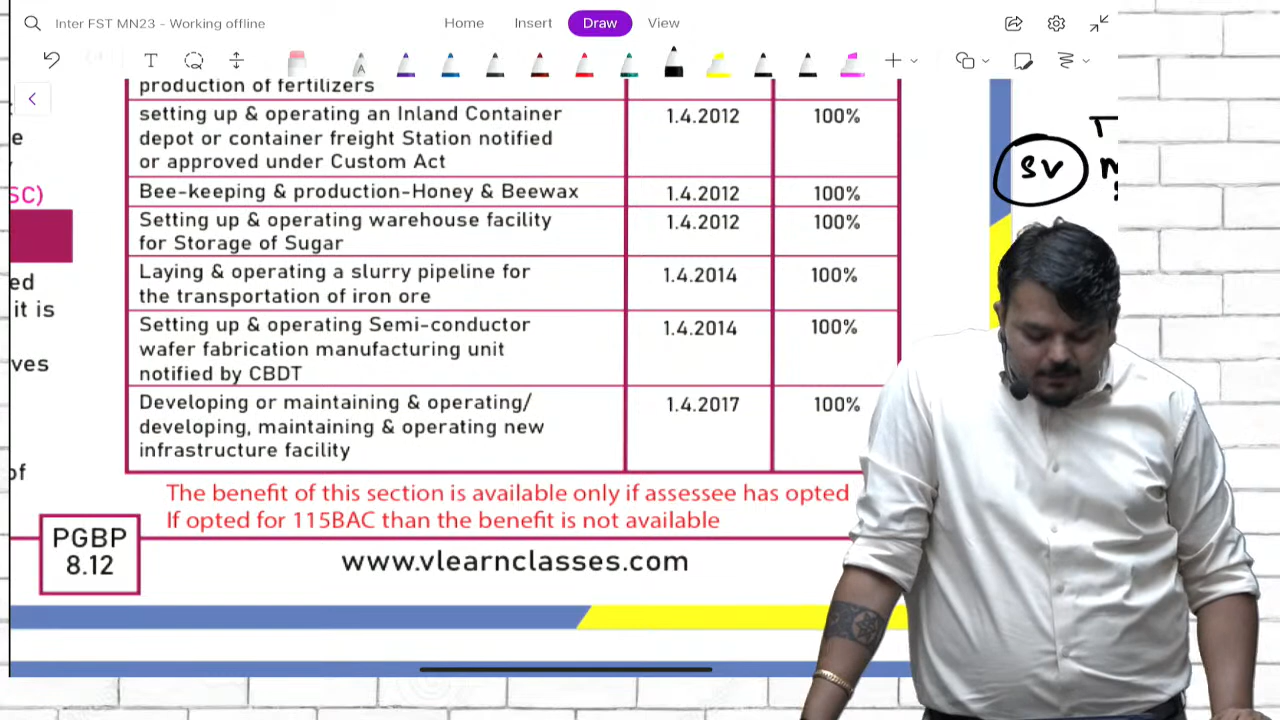 Inter FST MN23 - Working offline
Home Insert Draw View
production of fertilizers
setting up & operating an Inland Container
depot or container freight Station notified
or approved under Custom Act
1.4.2012
100%
Bee-keeping & production-Honey & Beewax
1.4.2012
100%
Setting up & operating warehouse facility
for Storage of Sugar
1.4.2012
100%
Laying & operating a slurry pipeline for
the transportation of iron ore
1.4.2014
100%
Setting up & operating Semi-conductor
wafer fabrication manufacturing unit
notified by CBDT
1.4.2014
100%
Developing or maintaining & operating/
developing, maintaining & operating new
infrastructure facility
1.4.2017
100%
The benefit of this section is available only if assessee has opted
If opted for 115BAC than the benefit is not available
PGBP
8.12
www.vlearnclasses.com
SC)
ed
it is
ves
of
SV